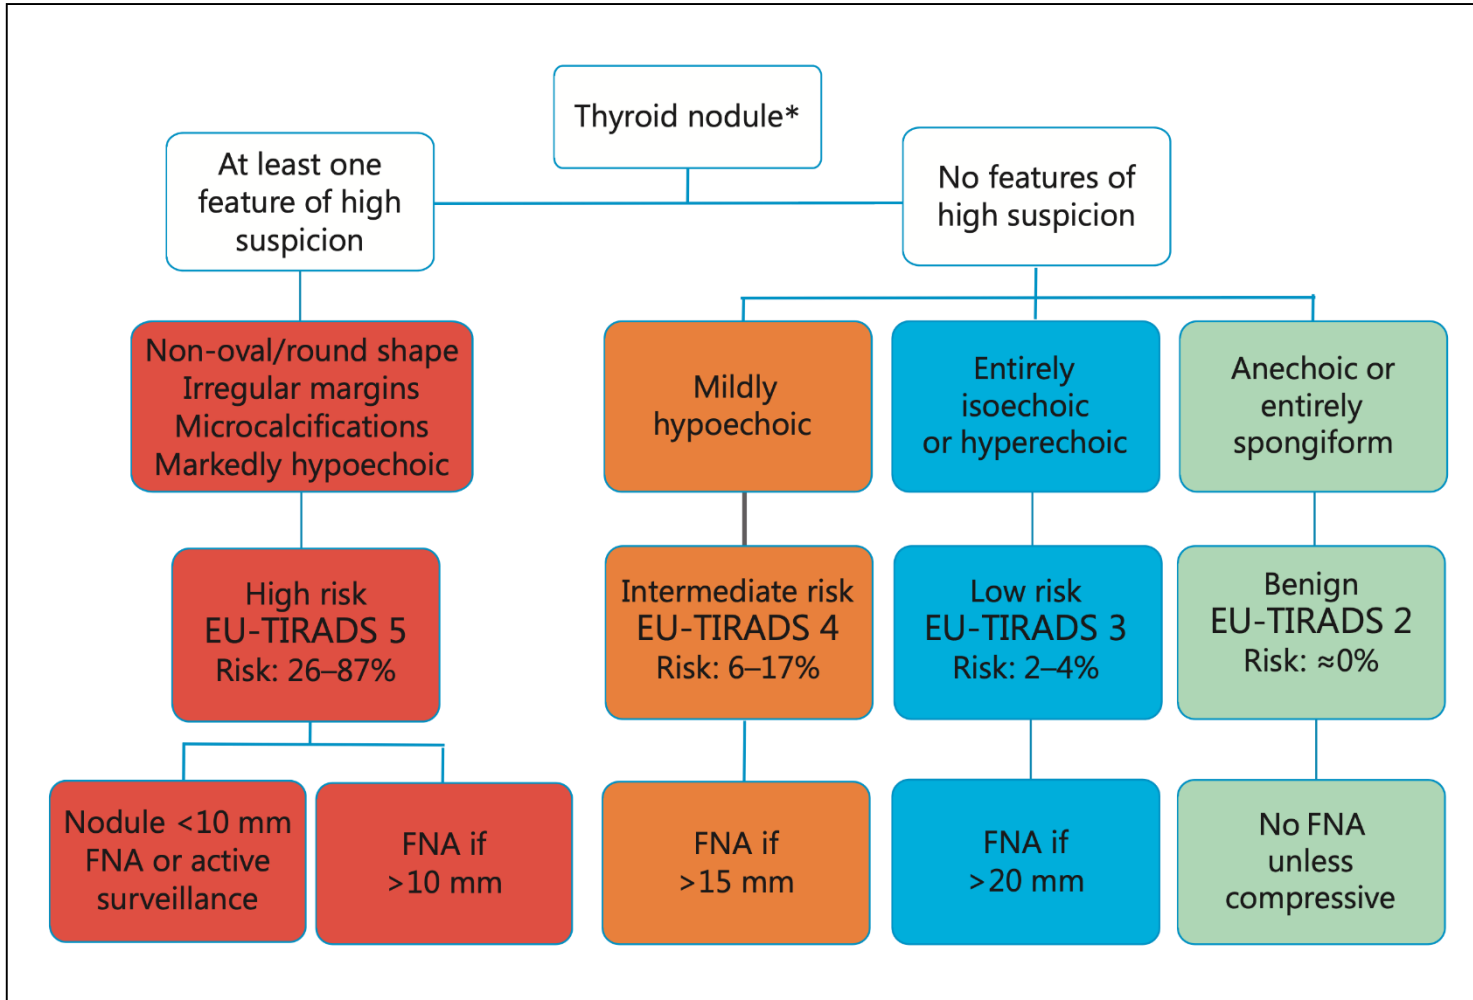 Thyroid nodule*
At least one
feature of high
suspicion
No features of
high suspicion
Non-oval/round shape
Irregular margins
Microcalcifications
Markedly hypoechoic
Mildly
hypoechoic
Entirely
isoechoic
or hyperechoic
Anechoic or
entirely
spongiform
High risk
EU-TIRADS 5
Risk: 26–87%
Intermediate risk
EU-TIRADS 4
Risk: 6–17%
Low risk
EU-TIRADS 3
Risk: 2–4%
Benign
EU-TIRADS 2
Risk: ≈0%
Nodule <10 mm
FNA or active
surveillance
FNA if
>10 mm
FNA if
>15 mm
FNA if
>20 mm
No FNA
unless
compressive